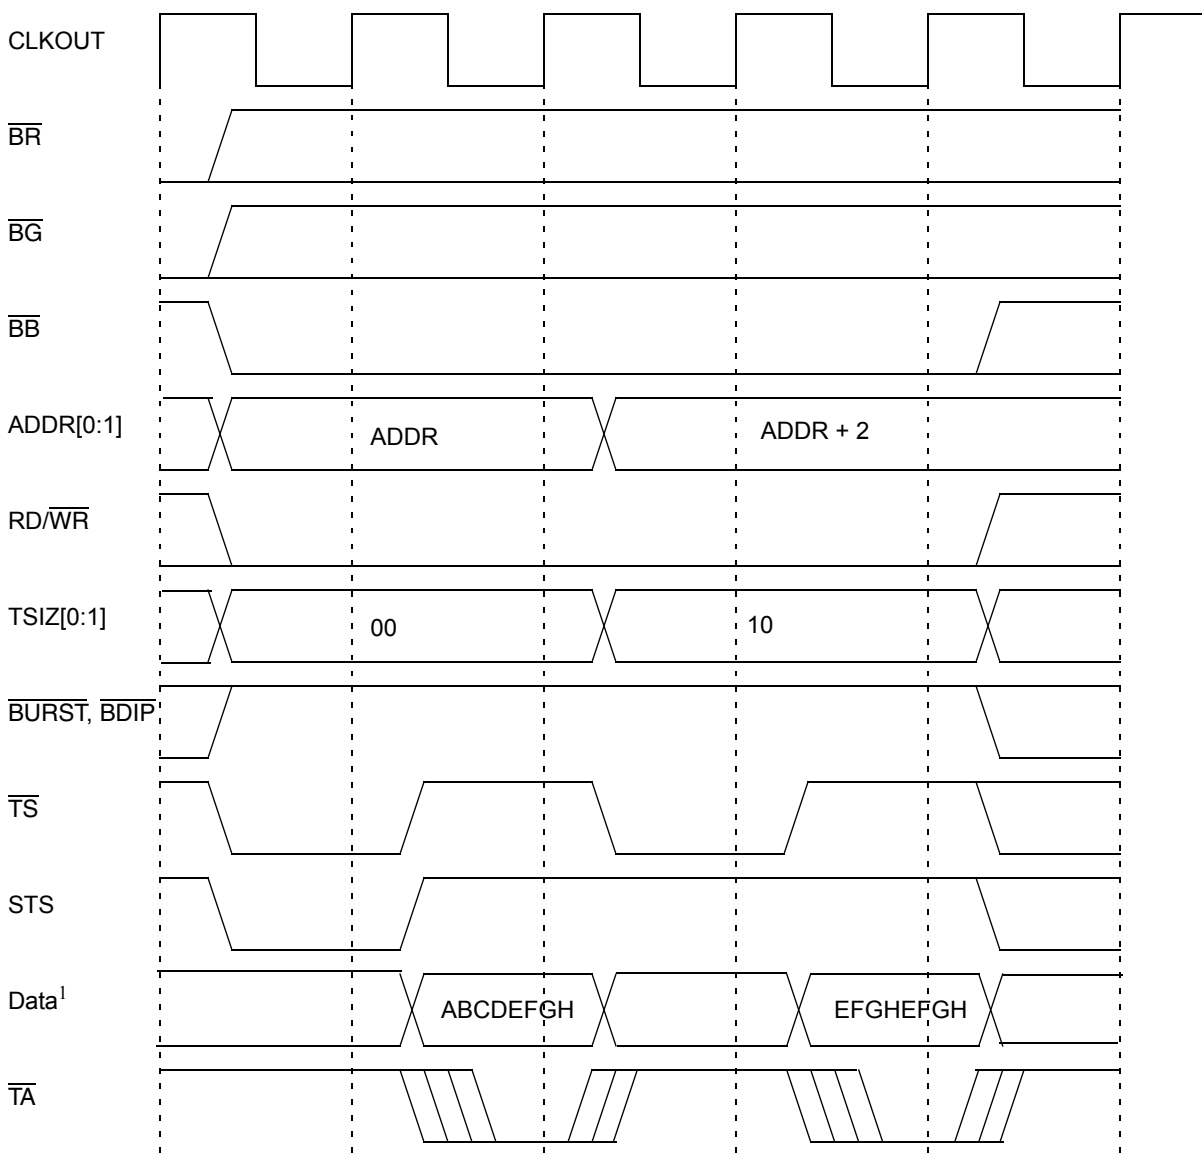 CLKOUT
BR
BG
BB
ADDR[0:1] ADDR ADDR + 2
RD/WR
TSIZ[0:1] 00 10
BURST, BDIP
TS
STS
Data1 ABCDEFGH EFGHEFGH
TA